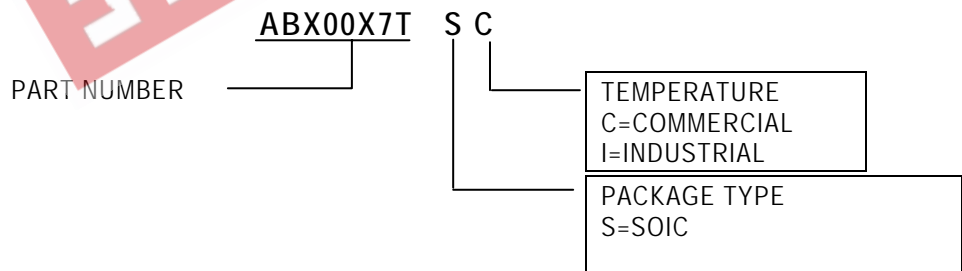 ABX00X7T S C
PART NUMBER
TEMPERATURE
C=COMMERCIAL
I=INDUSTRIAL
PACKAGE TYPE
S=SOIC